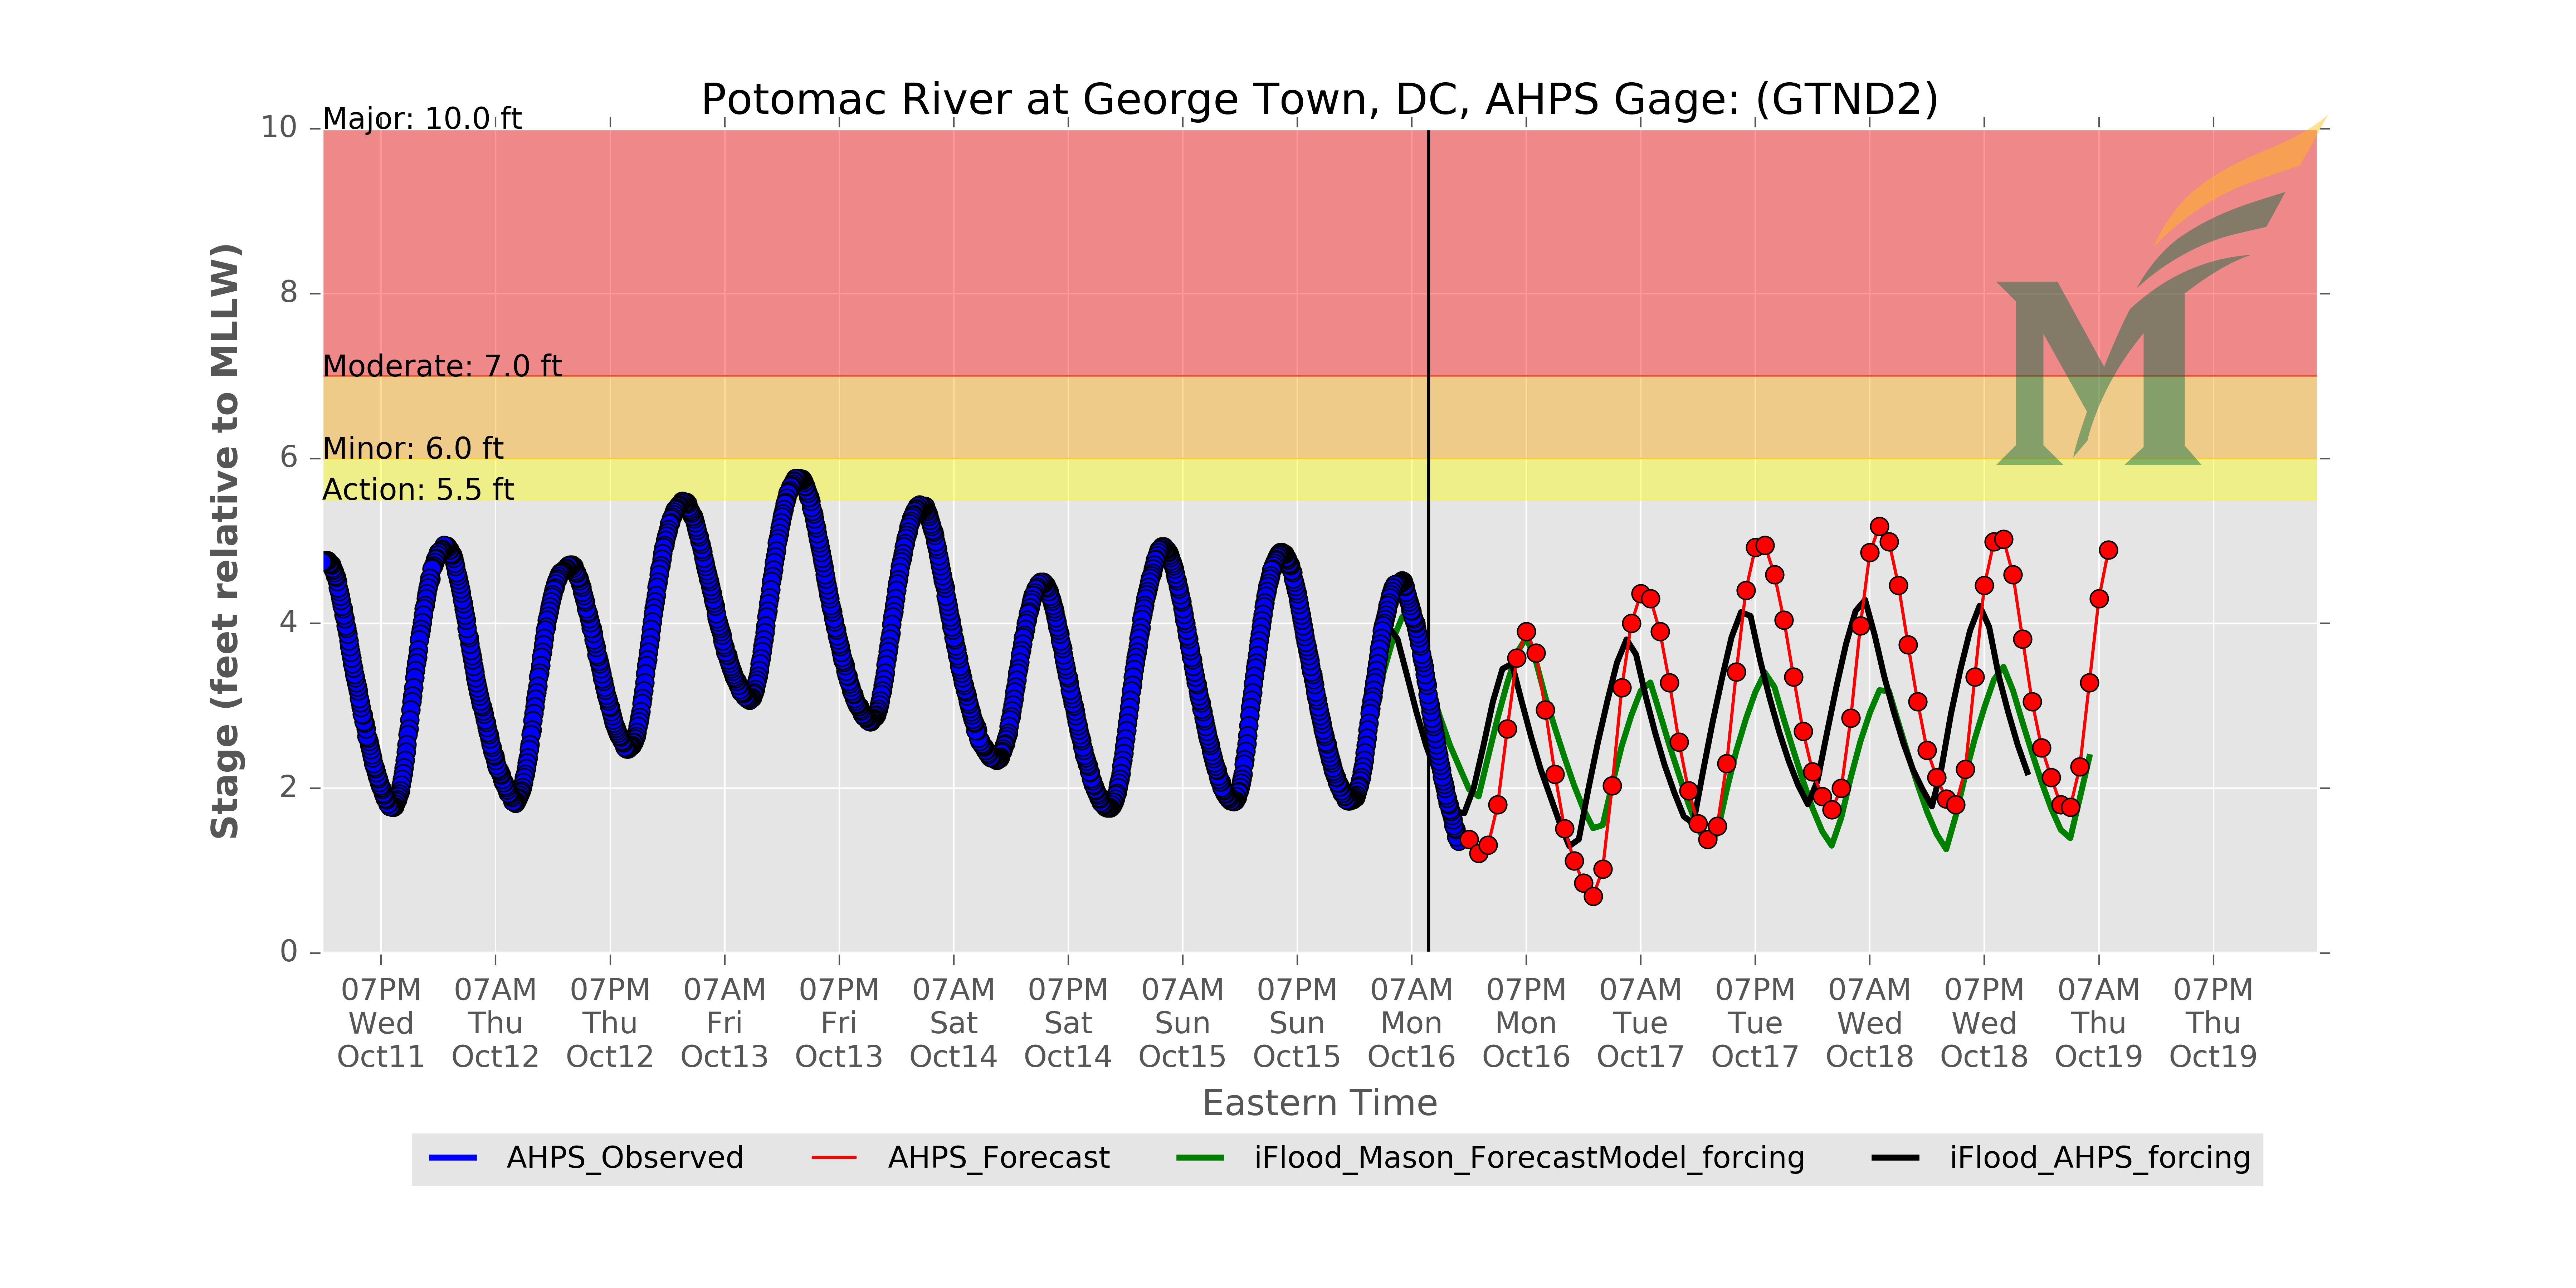 Potomac River at George Town, DC, AHPS Gage: (GTND2)
Major: 10.0 ft
Moderate: 7.0 ft
Minor: 6.0 ft
Action: 5.5 ft
Stage (feet relative to MLLW)
10
8
6
4
2
0
07PM 07AM 07PM 07AM 07PM 07AM 07PM 07AM 07PM 07AM 07PM 07AM 07PM 07AM 07PM 07AM 07PM
Wed Thu Thu Fri Fri Sat Sat Sun Sun Mon Mon Tue Tue Wed Wed Thu Thu
Oct11 Oct12 Oct12 Oct13 Oct13 Oct14 Oct14 Oct15 Oct15 Oct16 Oct16 Oct17 Oct17 Oct18 Oct18 Oct19 Oct19
Eastern Time
AHPS_Observed AHPS_Forecast iFlood_Mason_ForecastModel_forcing iFlood_AHPS_forcing